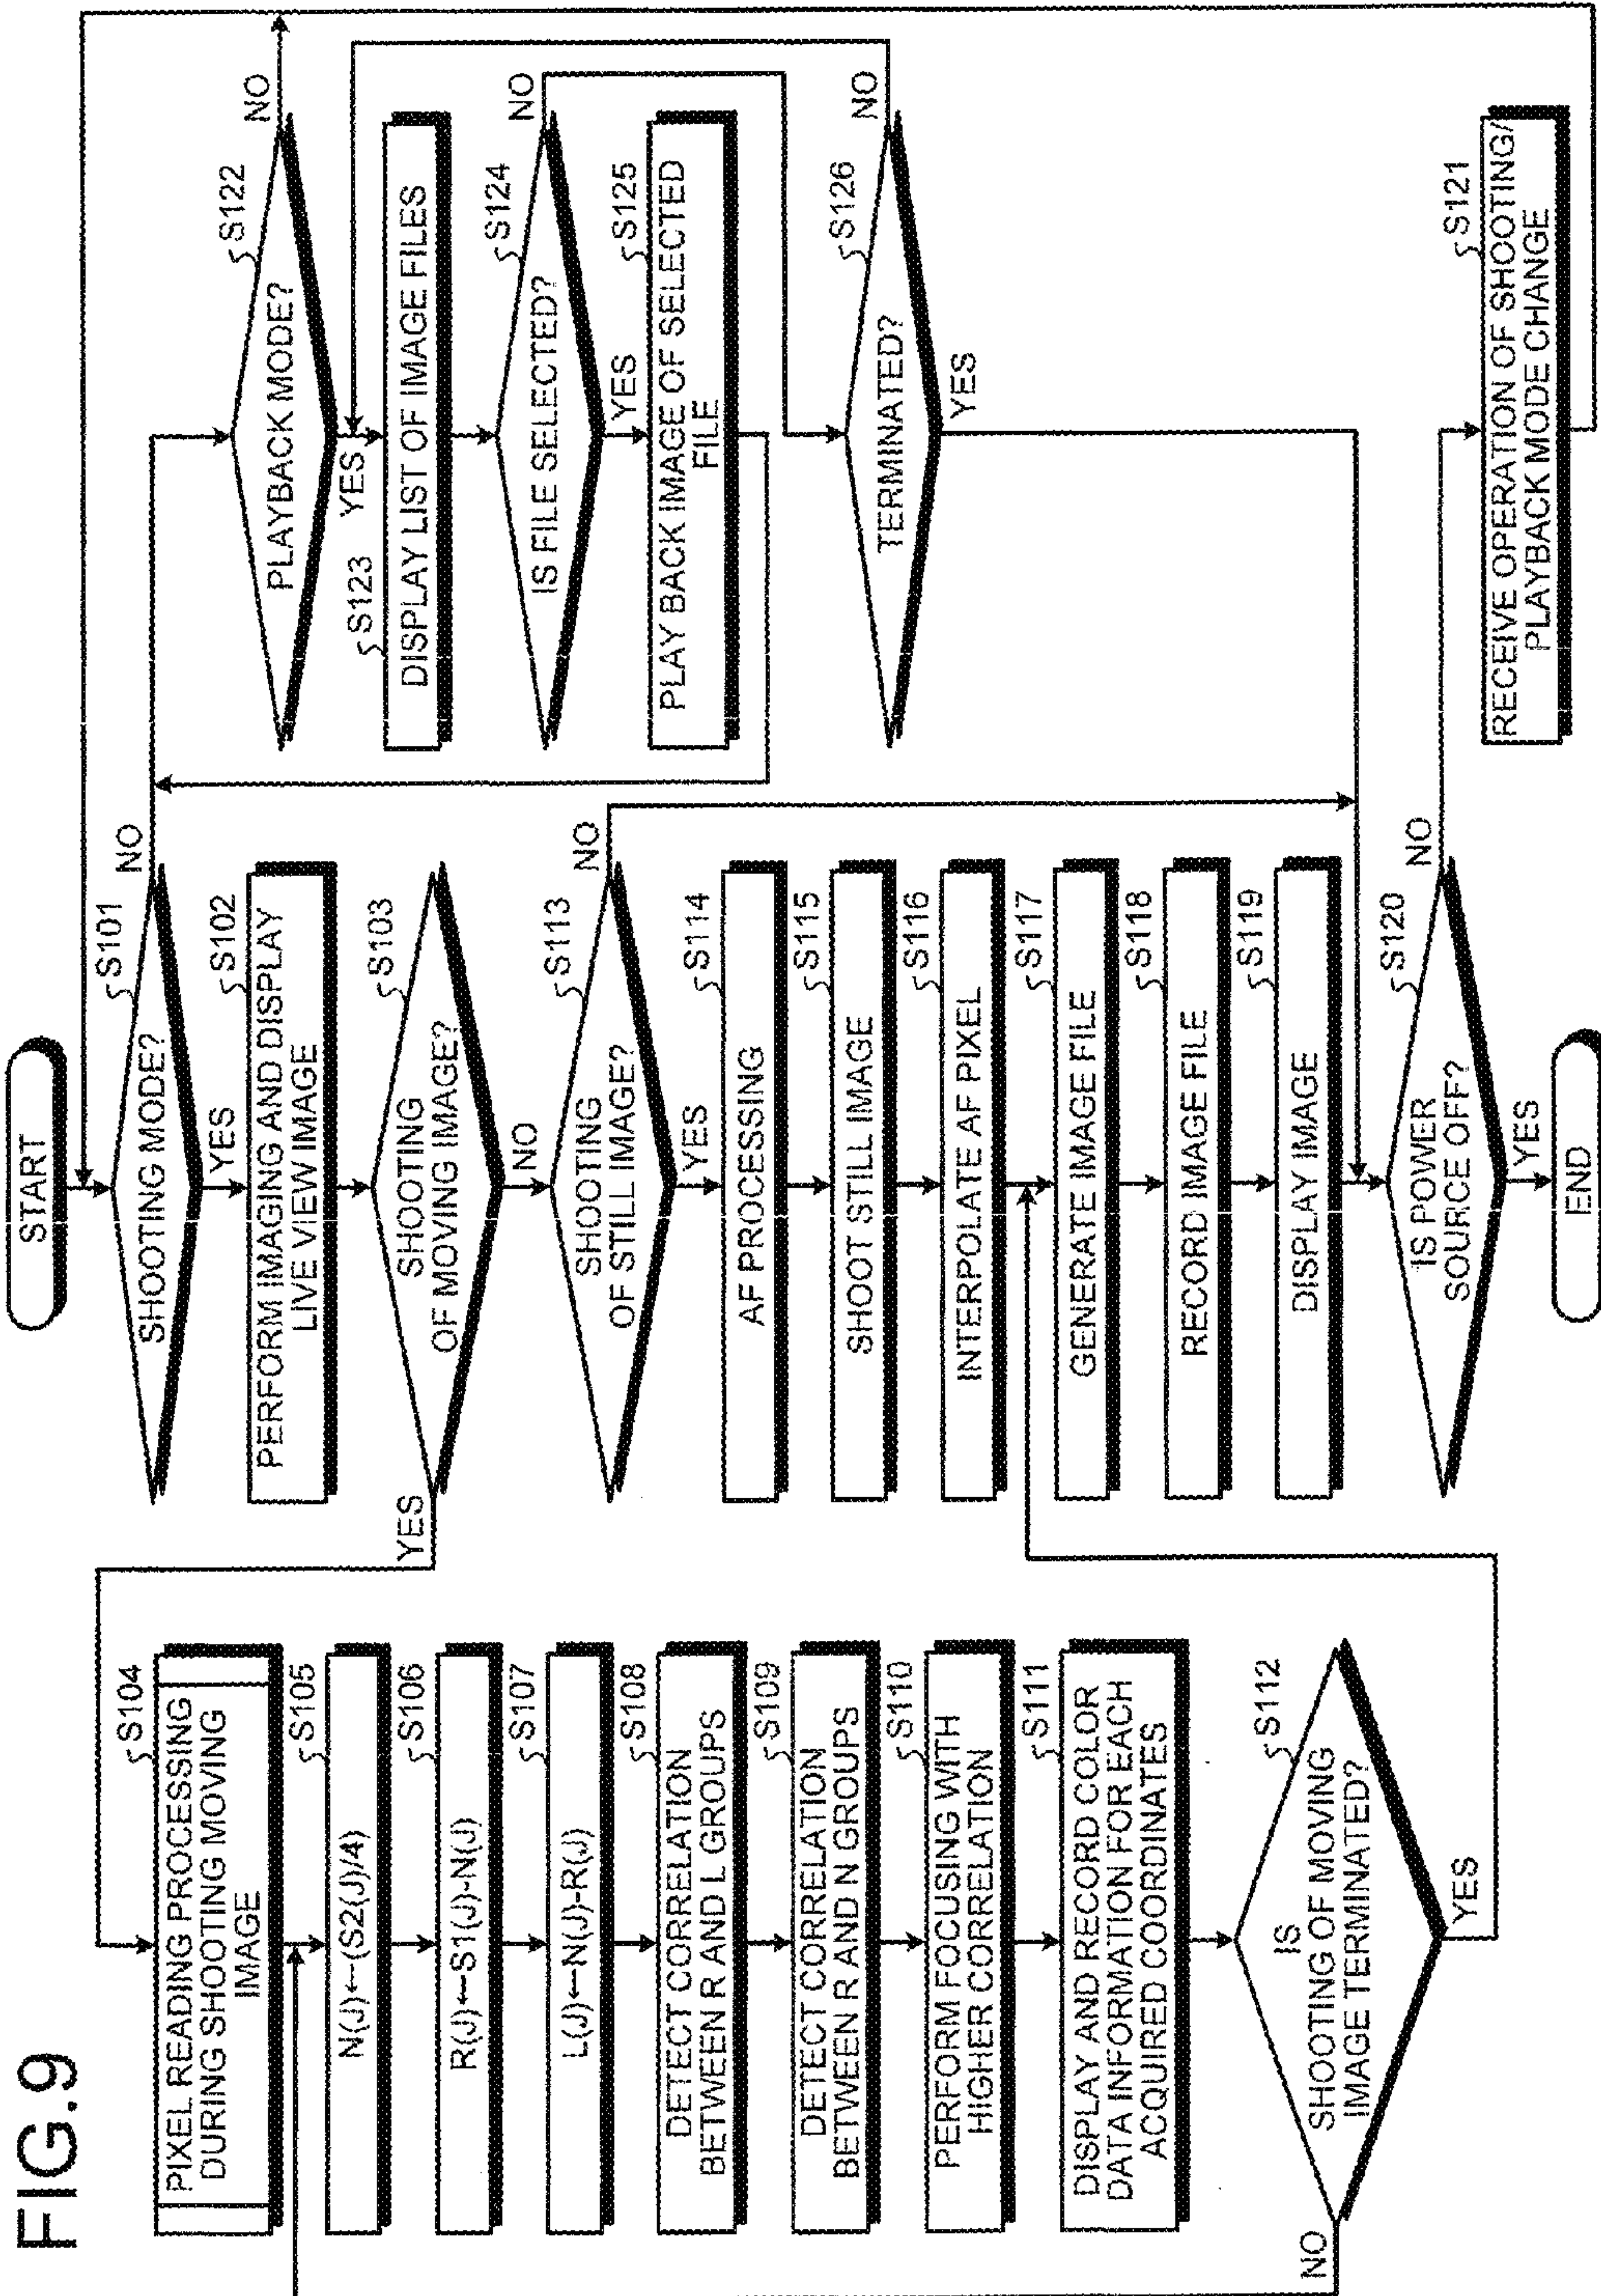 FIG.9
START
SHOOTING MODE?
S101
NO
YES
PERFORM IMAGING AND DISPLAY
LIVE VIEW IMAGE
S102
SHOOTING
OF MOVING IMAGE?
S103
YES
NO
PIXEL READING PROCESSING
DURING SHOOTING MOVING
IMAGE
S104
N(J)←(S2(J)/4)
S105
R(J)←S1(J)-N(J)
S106
L(J)←N(J)-R(J)
S107
DETECT CORRELATION
BETWEEN R AND L GROUPS
S108
DETECT CORRELATION
BETWEEN R AND N GROUPS
S109
PERFORM FOCUSING WITH
HIGHER CORRELATION
S110
DISPLAY AND RECORD COLOR
DATA INFORMATION FOR EACH
ACQUIRED COORDINATES
S111
IS
SHOOTING OF MOVING
IMAGE TERMINATED?
S112
NO
YES
SHOOTING
OF STILL IMAGE?
S113
NO
YES
AF PROCESSING
S114
SHOOT STILL IMAGE
S115
INTERPOLATE AF PIXEL
S116
GENERATE IMAGE FILE
S117
RECORD IMAGE FILE
S118
DISPLAY IMAGE
S119
IS POWER
SOURCE OFF?
S120
NO
YES
END
RECEIVE OPERATION OF SHOOTING/
PLAYBACK MODE CHANGE
S121
PLAYBACK MODE?
S122
NO
YES
S123
DISPLAY LIST OF IMAGE FILES
IS FILE SELECTED?
S124
NO
YES
PLAY BACK IMAGE OF SELECTED
FILE
S125
TERMINATED?
S126
NO
YES